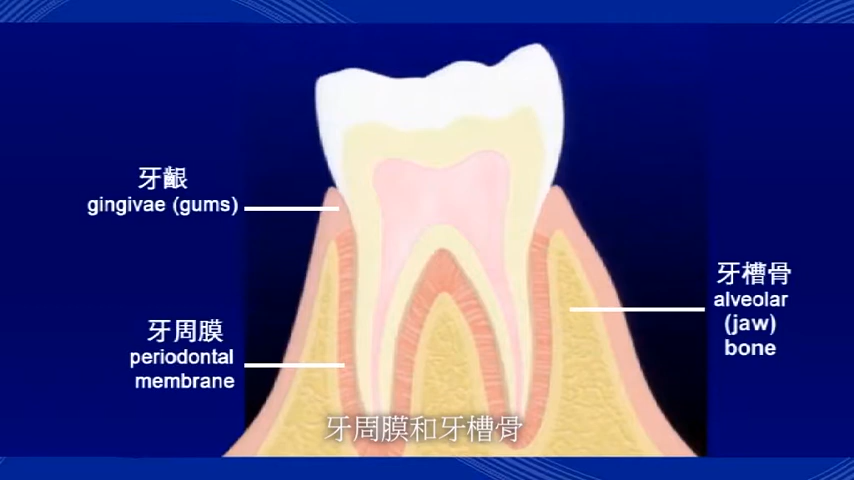 牙齦
gingivae (gums)
牙周膜
periodontal
membrane
牙槽骨
alveolar
(jaw)
bone
牙周膜和牙槽骨